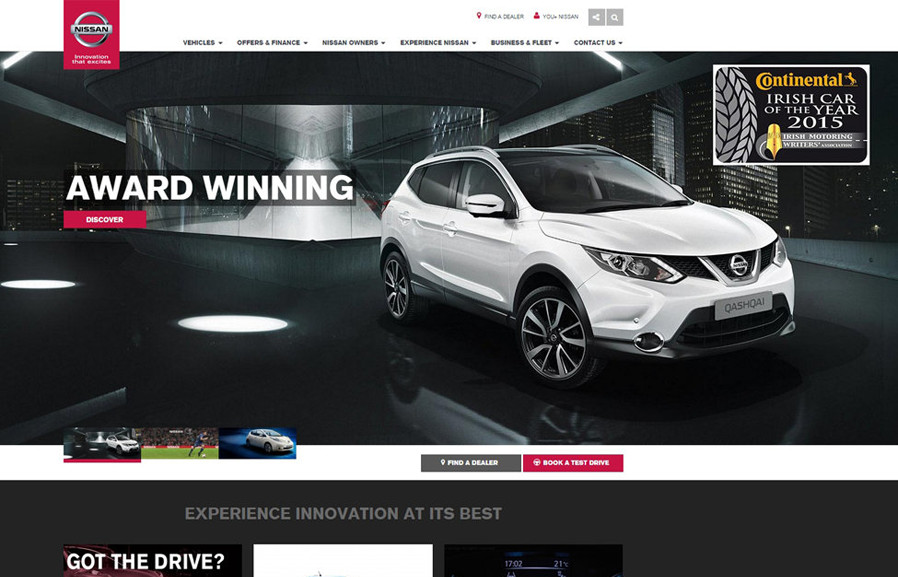 NISSAN
Innovation
that excites
FIND A DEALER
YOU+ NISSAN
VEHICLES
OFFERS & FINANCE
NISSAN OWNERS
EXPERIENCE NISSAN
BUSINESS & FLEET
CONTACT US
Continental
IRISH CAR
OF THE YEAR
2015
IRISH MOTORING
WRITERS' ASSOCIATION
AWARD WINNING
DISCOVER
NISSAN
QASHQAI
FIND A DEALER
BOOK A TEST DRIVE
EXPERIENCE INNOVATION AT ITS BEST
GOT THE DRIVE?
17:02
21°c